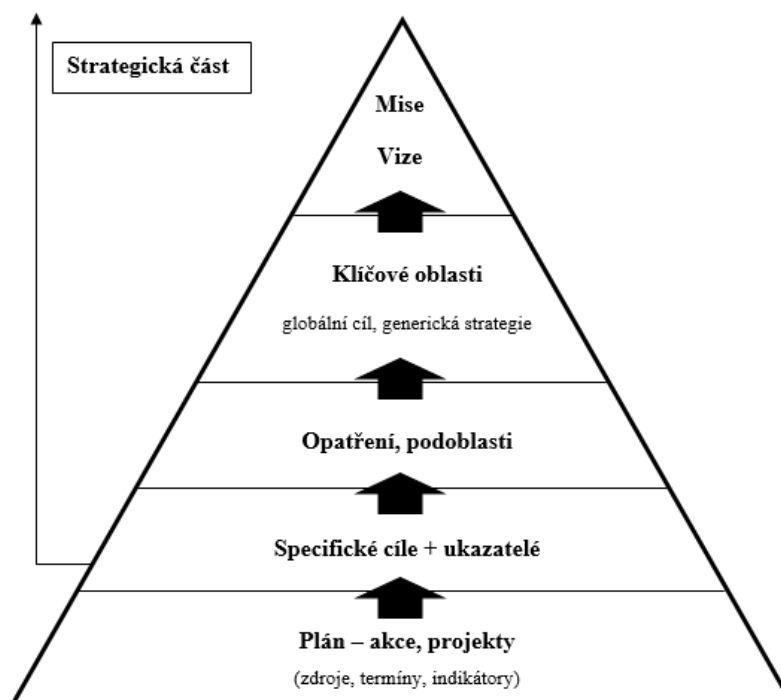 Strategická část
Mise
Vize
Klíčové oblasti
globální cíl, generická strategie
Opatření, podoblasti
Specifické cíle + ukazatelé
Plán – akce, projekty
(zdroje, termíny, indikátory)